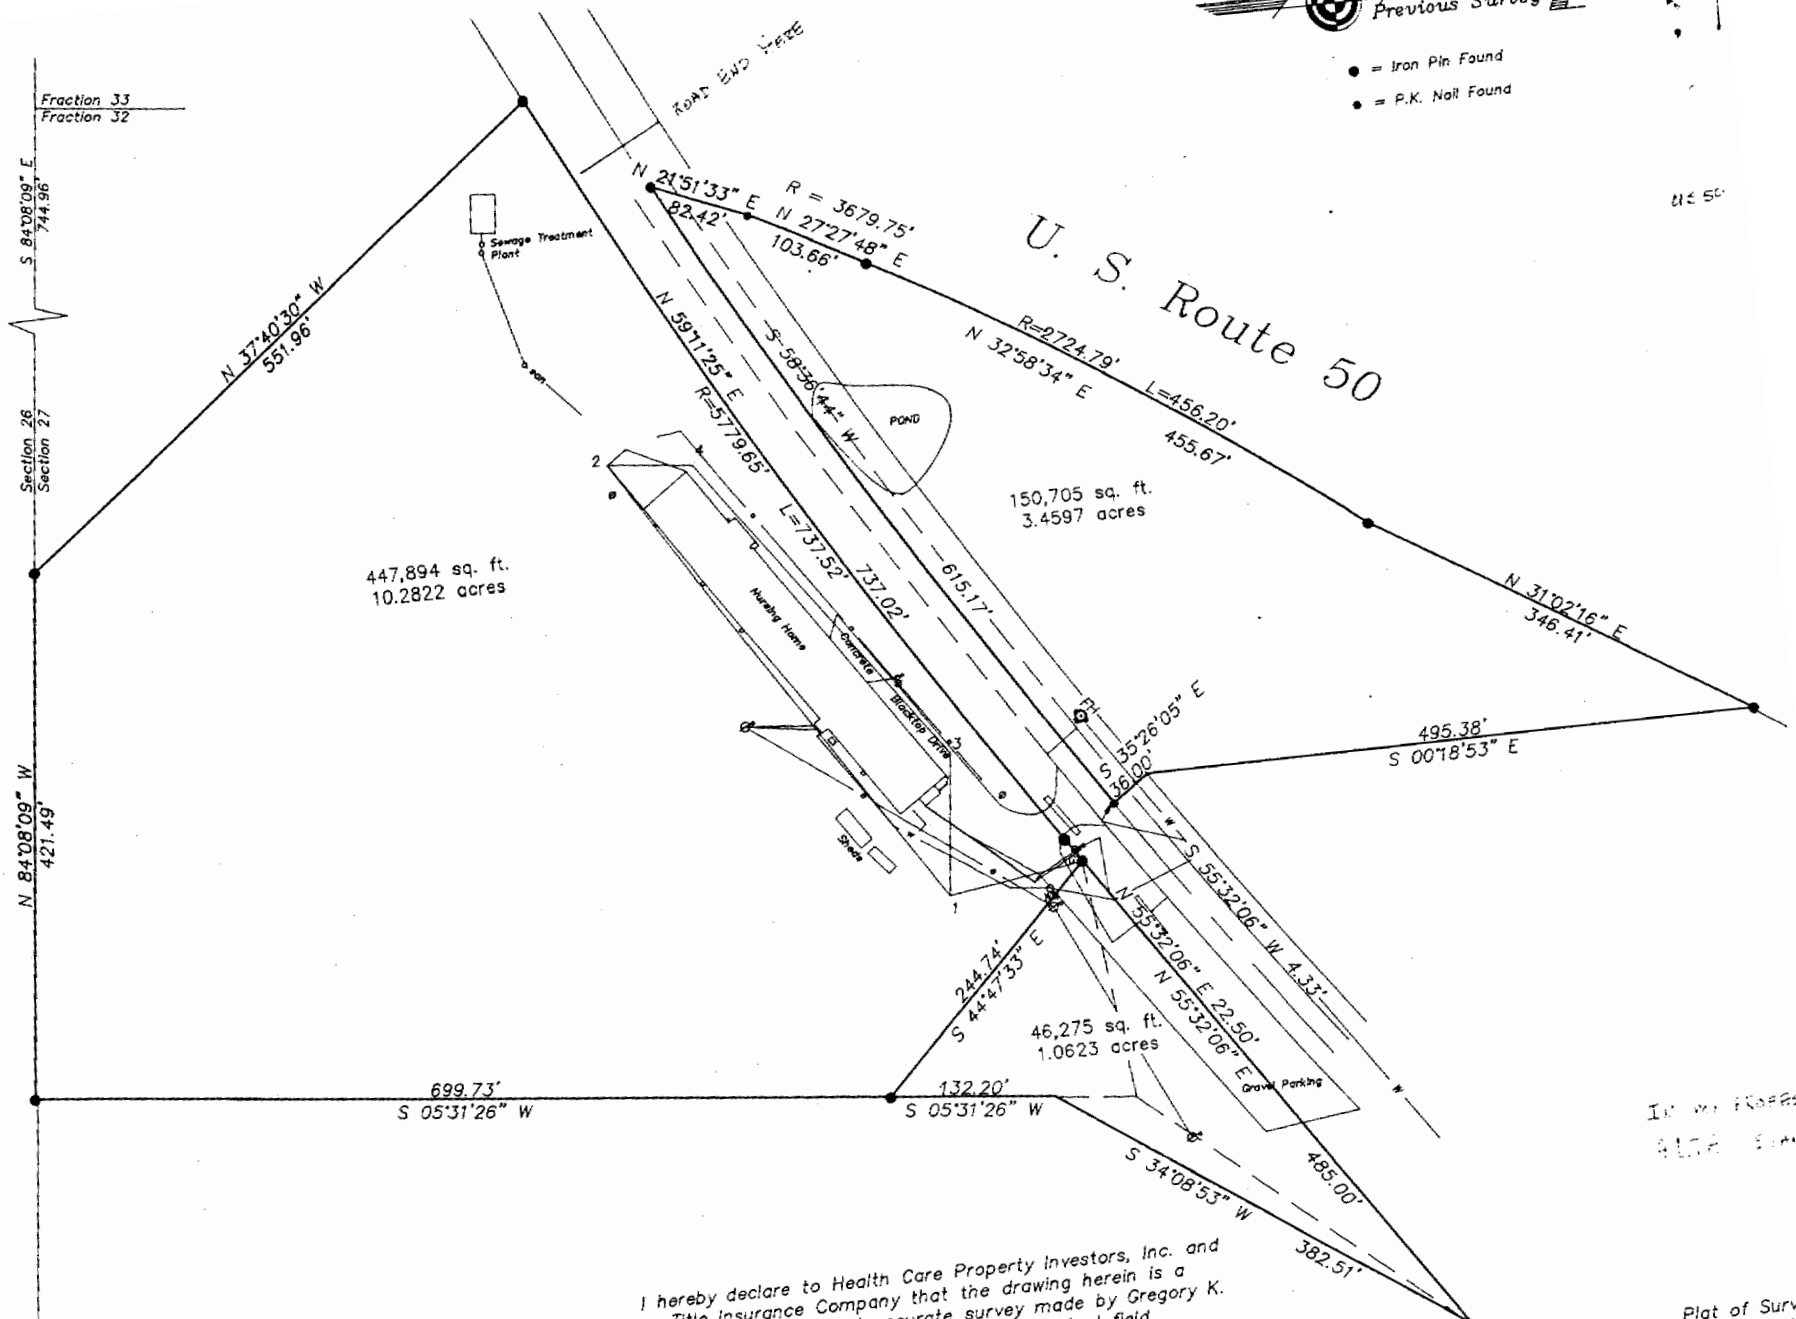 Previous Survey
● = Iron Pin Found
● = P.K. Nail Found
ROAD END HERE
Fraction 33
Fraction 32
S 84°08'09" E
744.96'
Sewage Treatment
Plant
N 21°51'33" E
82.42'
R = 3679.75'
N 27°27'48" E
103.66'
US 50
U. S. Route 50
N 37°40'30" W
551.96'
R=2724.79'
L=456.20'
N 32°58'34" E
455.67'
N 59°11'25" E
R=5779.65'
L=737.52'
737.02'
S 58°36'44" W
615.17'
POND
Section 26
Section 27
2
150,705 sq. ft.
3.4597 acres
447,894 sq. ft.
10.2822 acres
Nursing Home
Concrete
Blacktop Drive
3
N 31°02'16" E
346.41'
FH
S 35°26'05" E
36.00'
495.38'
S 00°18'53" E
N 84°08'09" W
421.49'
Sheds
1
W
S 55°32'06" W 4.33'
N 55°32'06" E 22.50'
N 55°32'06" E
485.00'
244.74'
S 44°47'33" E
46,275 sq. ft.
1.0623 acres
Gravel Parking
W
699.73'
S 05°31'26" W
132.20'
S 05°31'26" W
S 34°08'53" W
382.51'
I hereby declare to Health Care Property Investors, Inc. and
Title Insurance Company that the drawing herein is a
survey made by Gregory K.
field
Plat of Surv